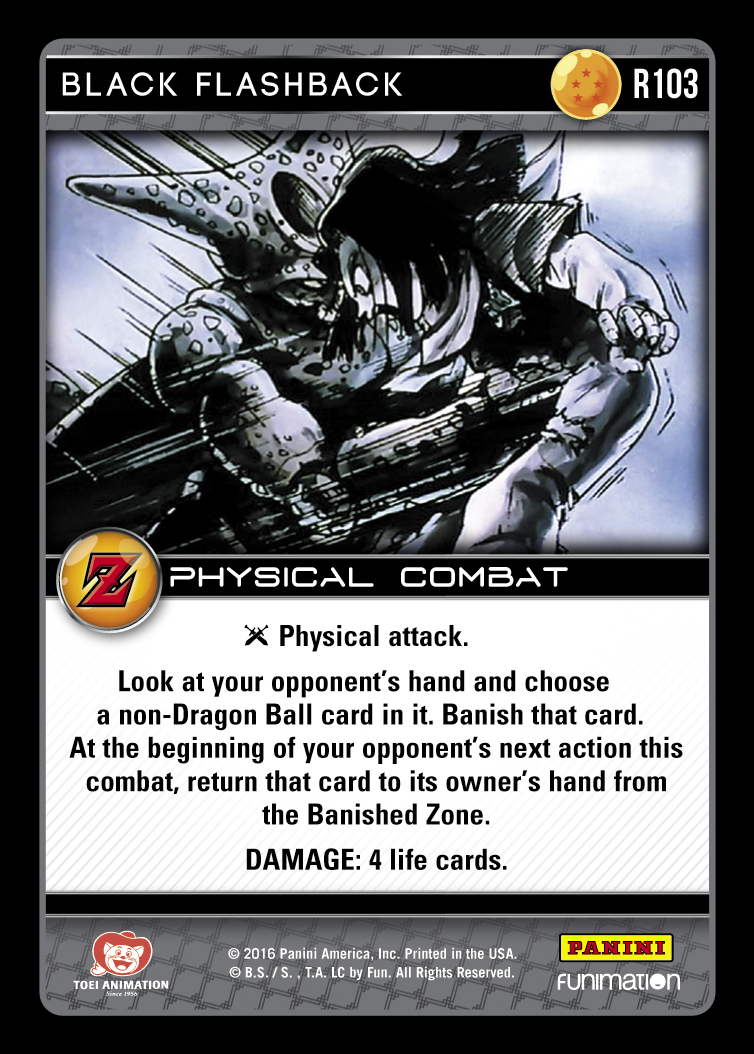 BLACK FLASHBACK
R103
Z
PHYSICAL COMBAT
Physical attack.
Look at your opponent's hand and choose
a non-Dragon Ball card in it. Banish that card.
At the beginning of your opponent's next action this
combat, return that card to its owner's hand from
the Banished Zone.
DAMAGE: 4 life cards.
TOEI ANIMATION
Since 1956
© 2016 Panini America, Inc. Printed in the USA.
© B.S. / S. , T.A. LC by Fun. All Rights Reserved.
PANINI
FUNIMATION